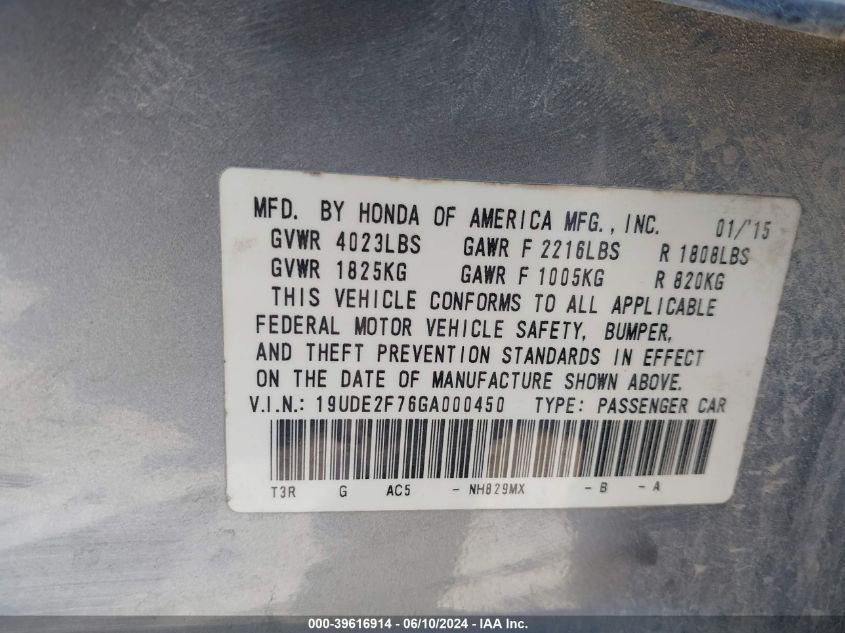 MFD. BY HONDA OF AMERICA MFG., INC. 01/'15
GVWR 4023LBS GAWR F 2216LBS R 1808LBS
GVWR 1825KG GAWR F 1005KG R 820KG
THIS VEHICLE CONFORMS TO ALL APPLICABLE
FEDERAL MOTOR VEHICLE SAFETY, BUMPER,
AND THEFT PREVENTION STANDARDS IN EFFECT
ON THE DATE OF MANUFACTURE SHOWN ABOVE.
V.I.N.: 19UDE2F76GA000450 TYPE: PASSENGER CAR
T3R G AC5 - NH829MX - B - A
000-39616914 - 06/10/2024 - IAA Inc.